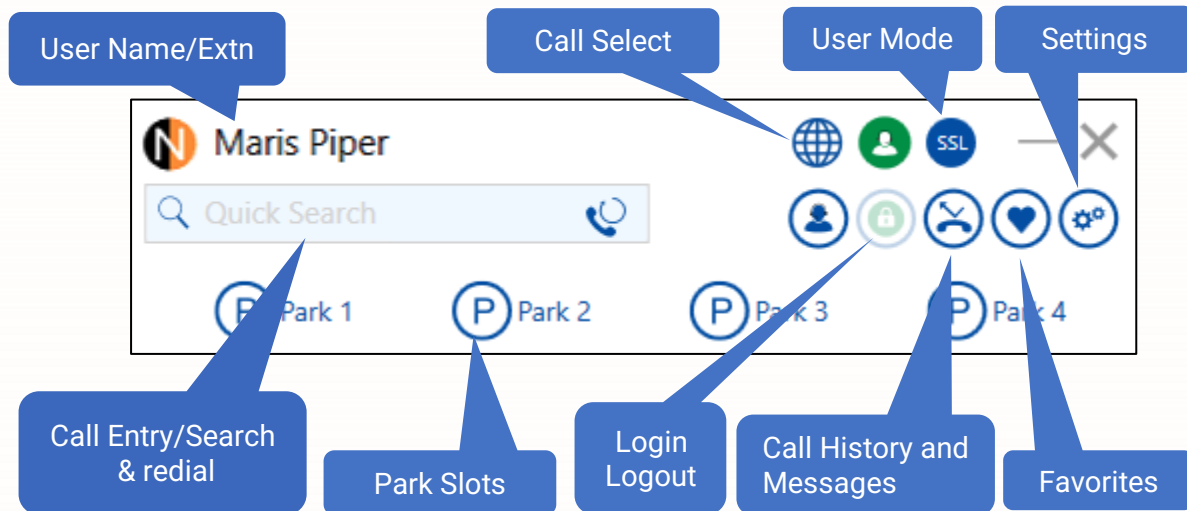 User Name/Extn
Call Select
User Mode
Settings
N Maris Piper
SSL
Quick Search
P Park 1
P Park 2
P Park 3
P Park 4
Call Entry/Search
& redial
Park Slots
Login
Logout
Call History and
Messages
Favorites